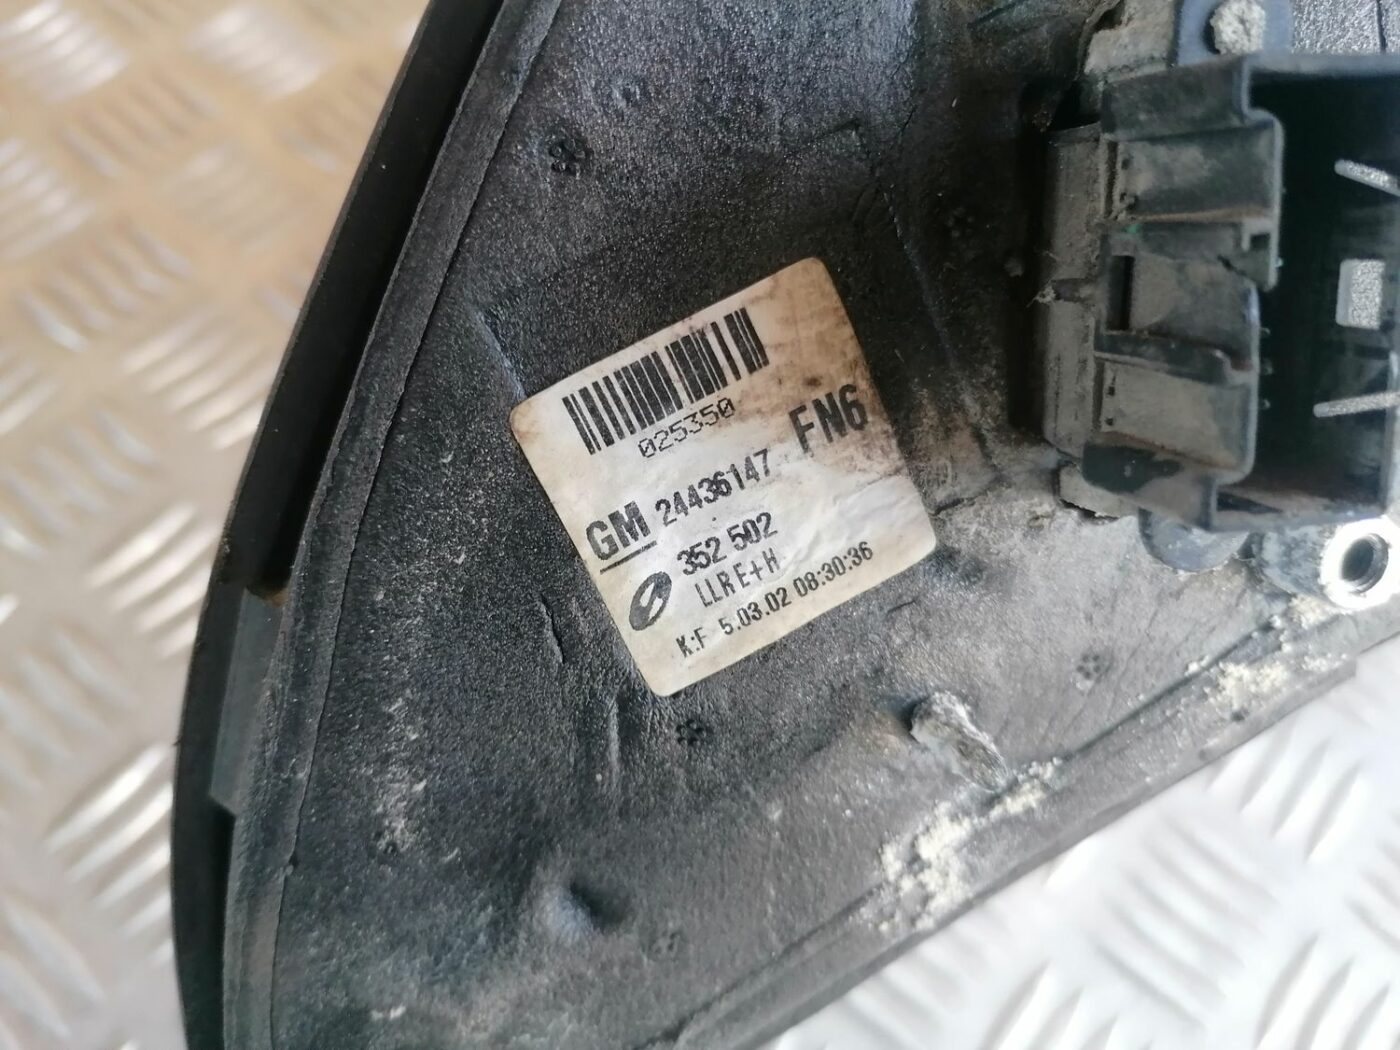 025350
FN6
GM 24436147
352 502
LLR E+H
K:F 5.03.02 08:30:36